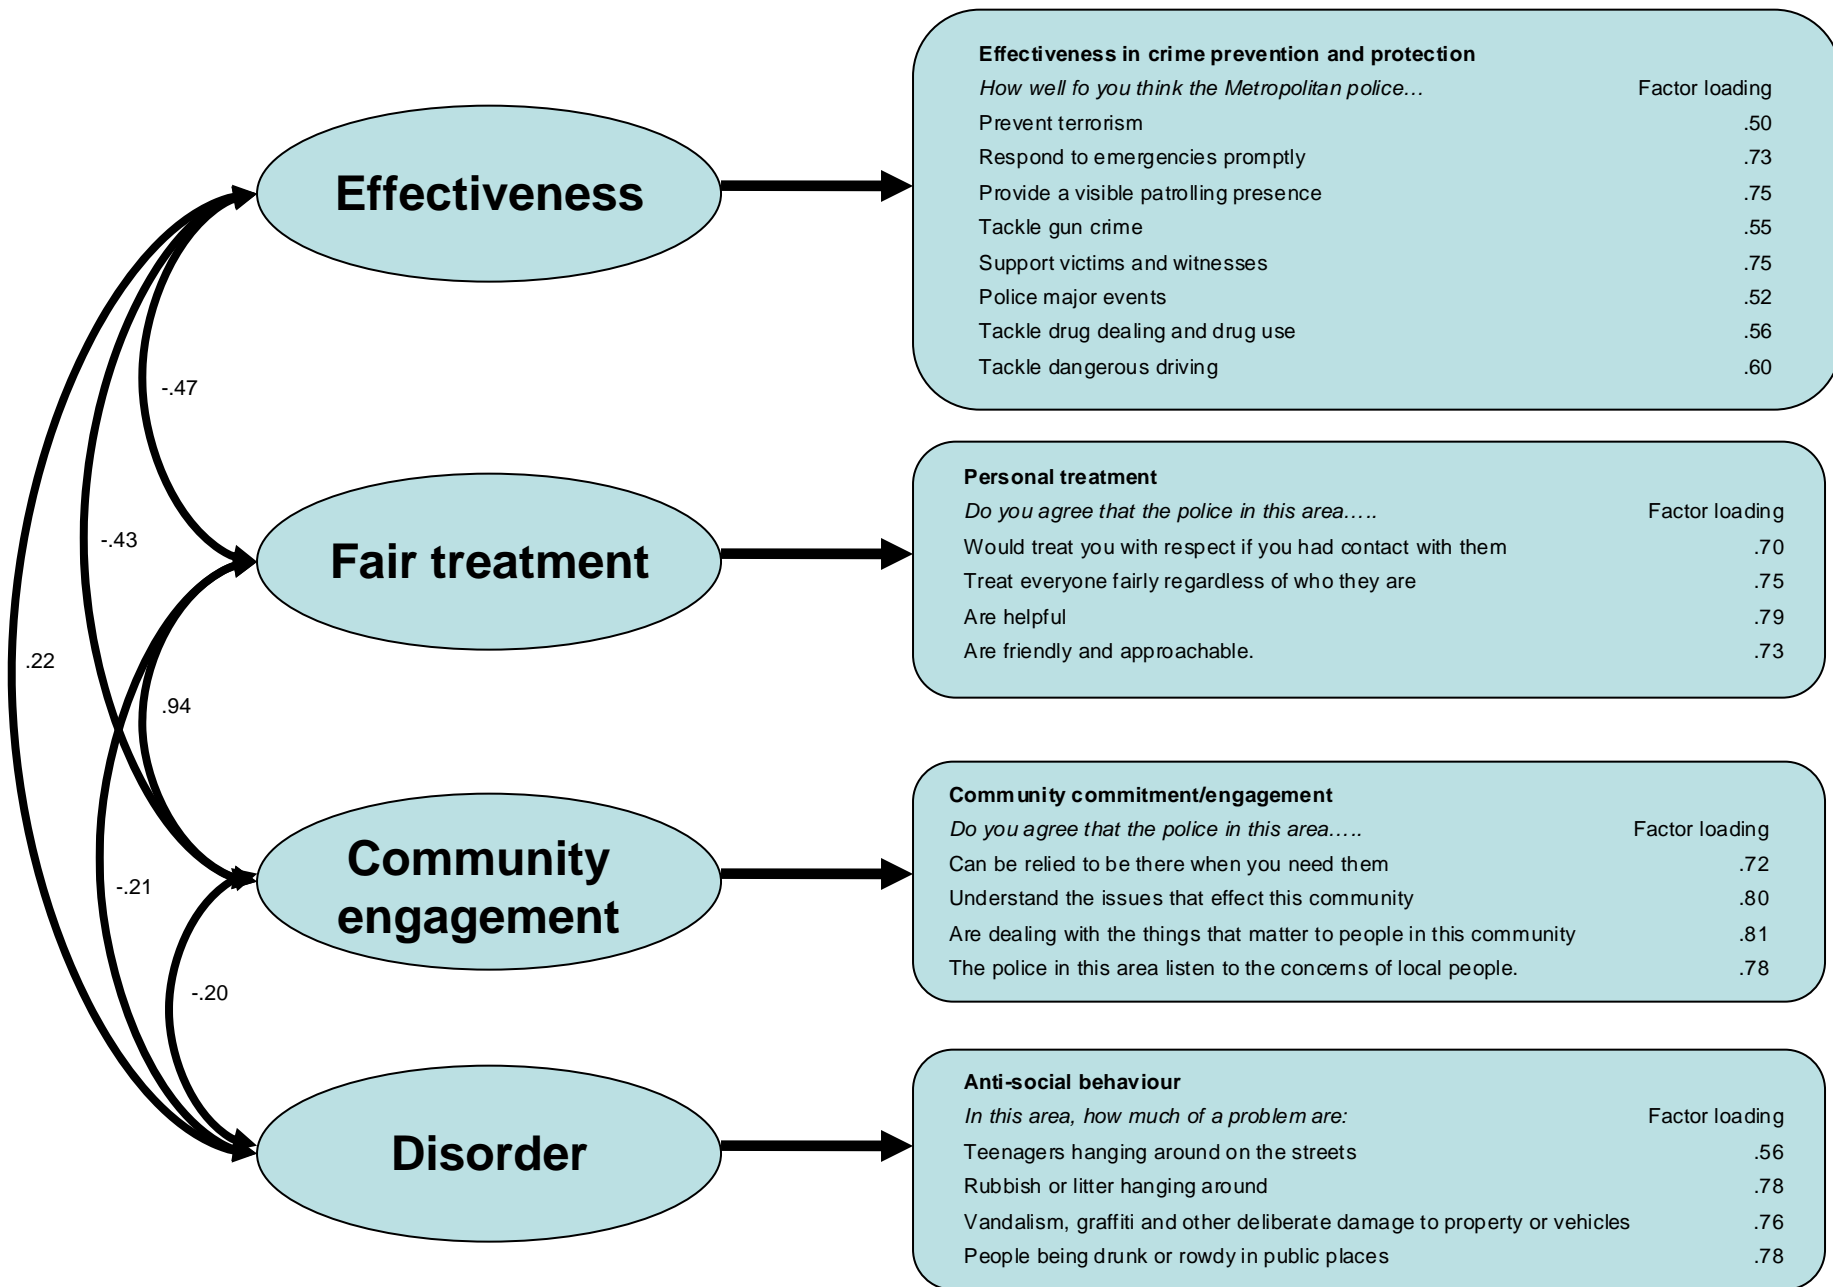 Effectiveness
Fair treatment
Community
engagement
Disorder
-.47
-.43
.22
.94
-.21
-.20
Effectiveness in crime prevention and protection
How well fo you think the Metropolitan police… Factor loading
Prevent terrorism .50
Respond to emergencies promptly .73
Provide a visible patrolling presence .75
Tackle gun crime .55
Support victims and witnesses .75
Police major events .52
Tackle drug dealing and drug use .56
Tackle dangerous driving .60
Personal treatment
Do you agree that the police in this area….. Factor loading
Would treat you with respect if you had contact with them .70
Treat everyone fairly regardless of who they are .75
Are helpful .79
Are friendly and approachable. .73
Community commitment/engagement
Do you agree that the police in this area….. Factor loading
Can be relied to be there when you need them .72
Understand the issues that effect this community .80
Are dealing with the things that matter to people in this community .81
The police in this area listen to the concerns of local people. .78
Anti-social behaviour
In this area, how much of a problem are: Factor loading
Teenagers hanging around on the streets .56
Rubbish or litter hanging around .78
Vandalism, graffiti and other deliberate damage to property or vehicles .76
People being drunk or rowdy in public places .78